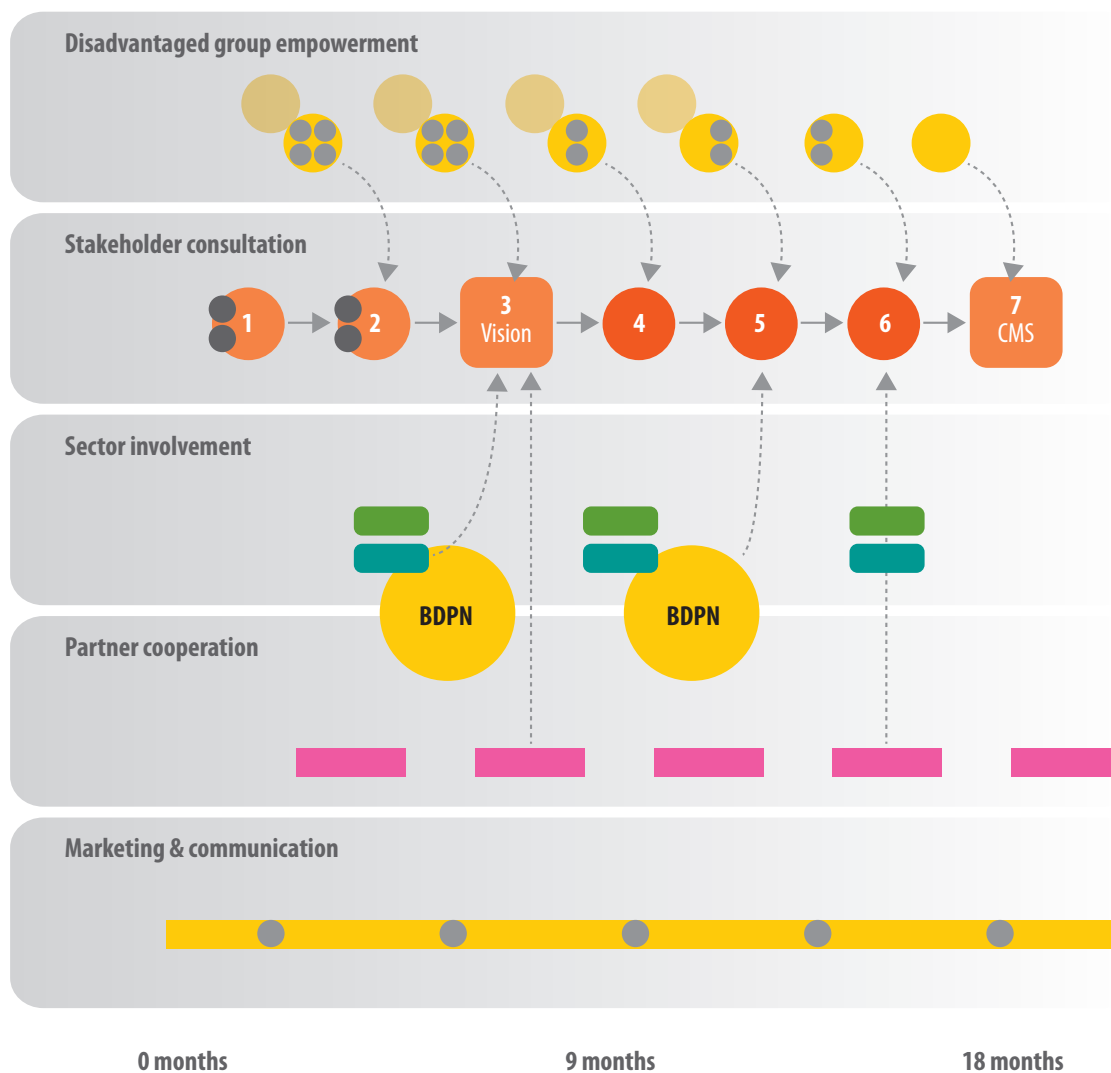 Disadvantaged group empowerment
Stakeholder consultation
1
2
3
Vision
4
5
6
7
CMS
Sector involvement
BDPN
BDPN
Partner cooperation
Marketing & communication
0 months
9 months
18 months